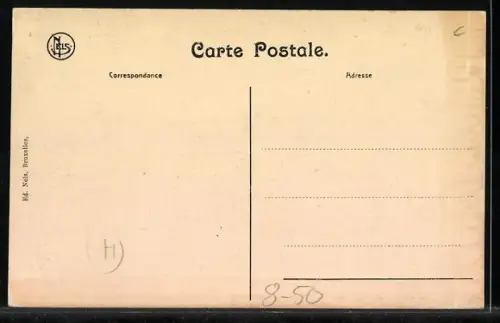 NELS
c
Carte Postale.
Correspondance
Adresse
Ed. Nels, Bruxelles.
(H)
8-50